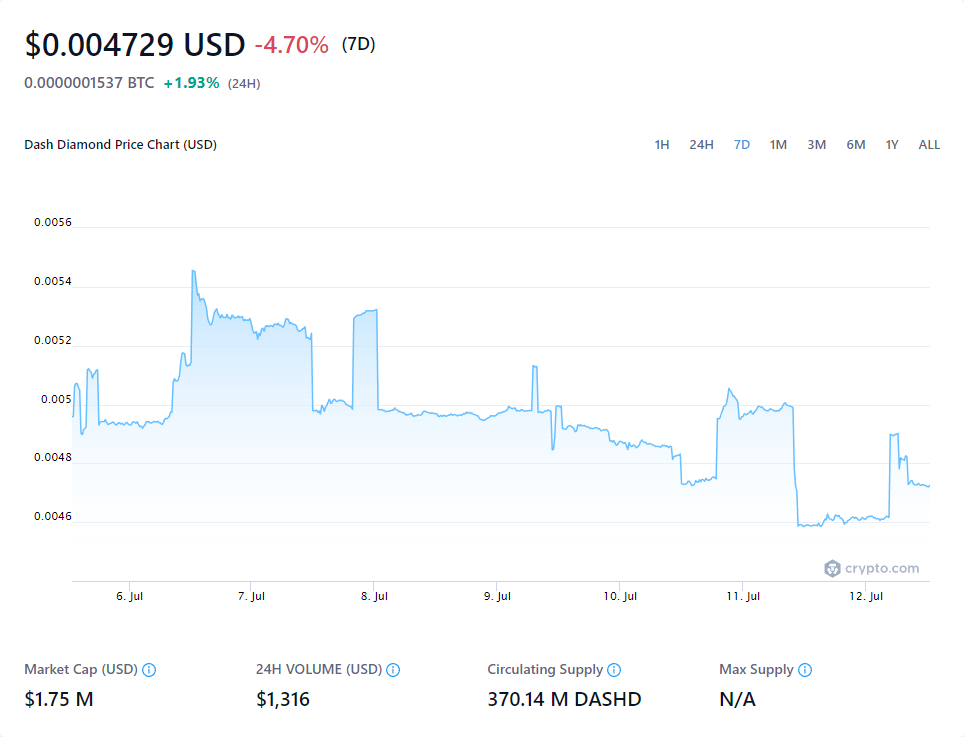 $0.004729 USD -4.70% (7D)
0.0000001537 BTC +1.93% (24H)
Dash Diamond Price Chart (USD) 1H 24H 7D 1M 3M 6M 1Y ALL
0.0056
0.0054
0.0052
0.005
0.0048
0.0046
crypto.com
6. Jul 7. Jul 8. Jul 9. Jul 10. Jul 11. Jul 12. Jul
Market Cap (USD) 24H VOLUME (USD) Circulating Supply Max Supply
$1.75 M $1,316 370.14 M DASHD N/A